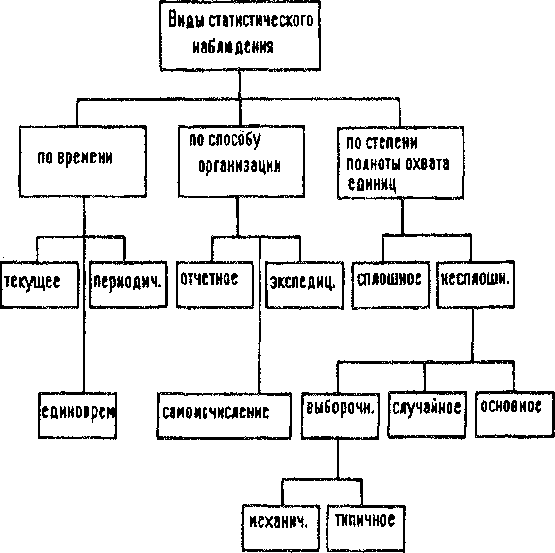 Виды статистического
наблюдения
по времени
по способу
организации
по степени
полноты охвата
единиц
текущее
периодич.
отчетное
экспедиц.
сплошное
несплошн.
единоврем
самоисчисление
выборочн.
случайное
основное
механич.
типичное